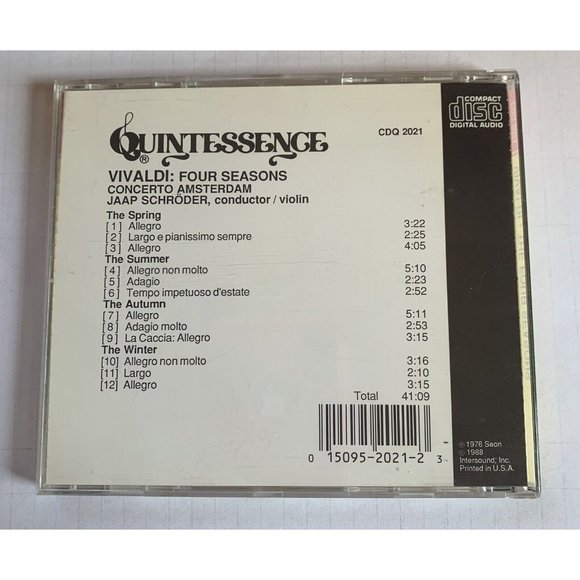 QUINTESSENCE
®
CDQ 2021
COMPACT
disc
DIGITAL AUDIO
VIVALDI: FOUR SEASONS
CONCERTO AMSTERDAM
JAAP SCHRÖDER, conductor / violin
The Spring
[1] Allegro 3:22
[2] Largo e pianissimo sempre 2:25
[3] Allegro 4:05
The Summer
[4] Allegro non molto 5:10
[5] Adagio 2:23
[6] Tempo impetuoso d'estate 2:52
The Autumn
[7] Allegro 5:11
[8] Adagio molto 2:53
[9] La Caccia: Allegro 3:15
The Winter
[10] Allegro non molto 3:16
[11] Largo 2:10
[12] Allegro 3:15
Total 41:09
0 15095-2021-2 3
℗ 1976 Seon
© 1988
Intersound, Inc.
Printed in U.S.A.